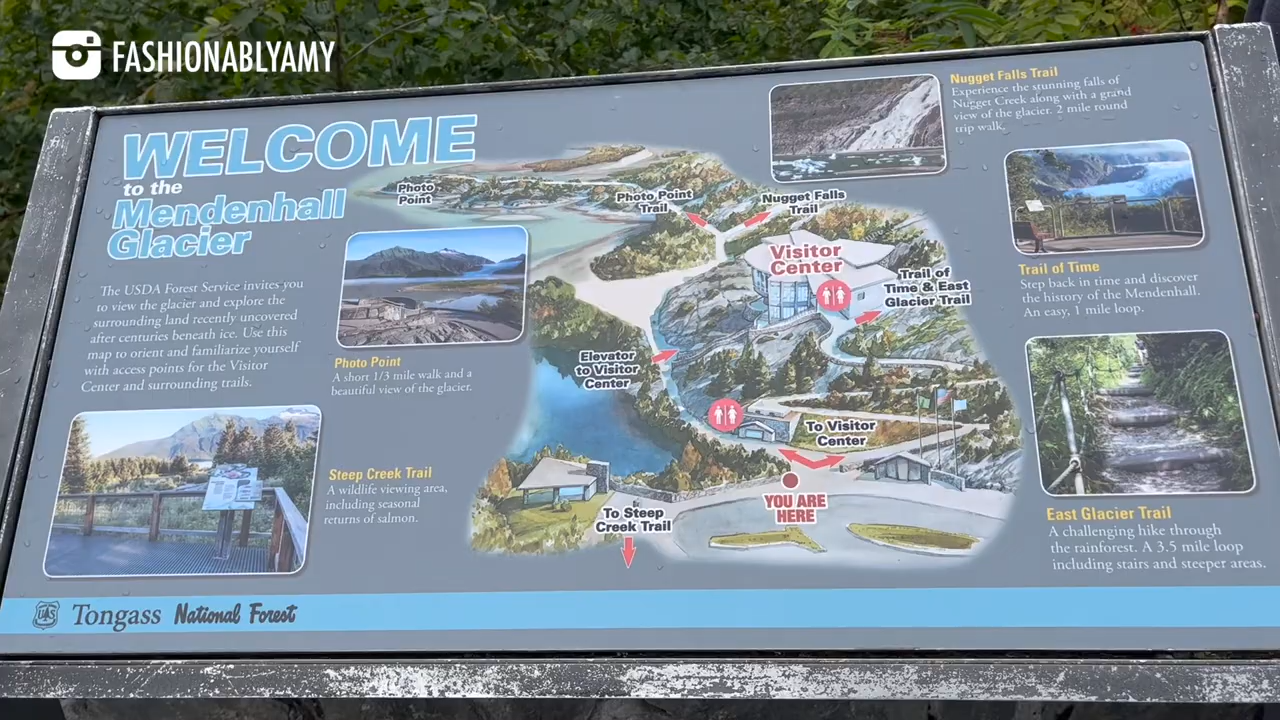 FASHIONABLYAMY
WELCOME
to the
Mendenhall
Glacier
The USDA Forest Service invites you
to view the glacier and explore the
surrounding land recently uncovered
after centuries beneath ice. Use this
map to orient and familiarize yourself
with access points for the Visitor
Center and surrounding trails.
Photo Point
A short 1/3 mile walk and a
beautiful view of the glacier.
Steep Creek Trail
A wildlife viewing area,
including seasonal
returns of salmon.
Photo
Point
Photo Point
Trail
Nugget Falls
Trail
Visitor
Center
Trail of
Time & East
Glacier Trail
Elevator
to Visitor
Center
To Visitor
Center
YOU ARE
HERE
To Steep
Creek Trail
Nugget Falls Trail
Experience the stunning falls of
Nugget Creek along with a grand
view of the glacier. 2 mile round
trip walk.
Trail of Time
Step back in time and discover
the history of the Mendenhall.
An easy, 1 mile loop.
East Glacier Trail
A challenging hike through
the rainforest. A 3.5 mile loop
including stairs and steeper areas.
Tongass National Forest